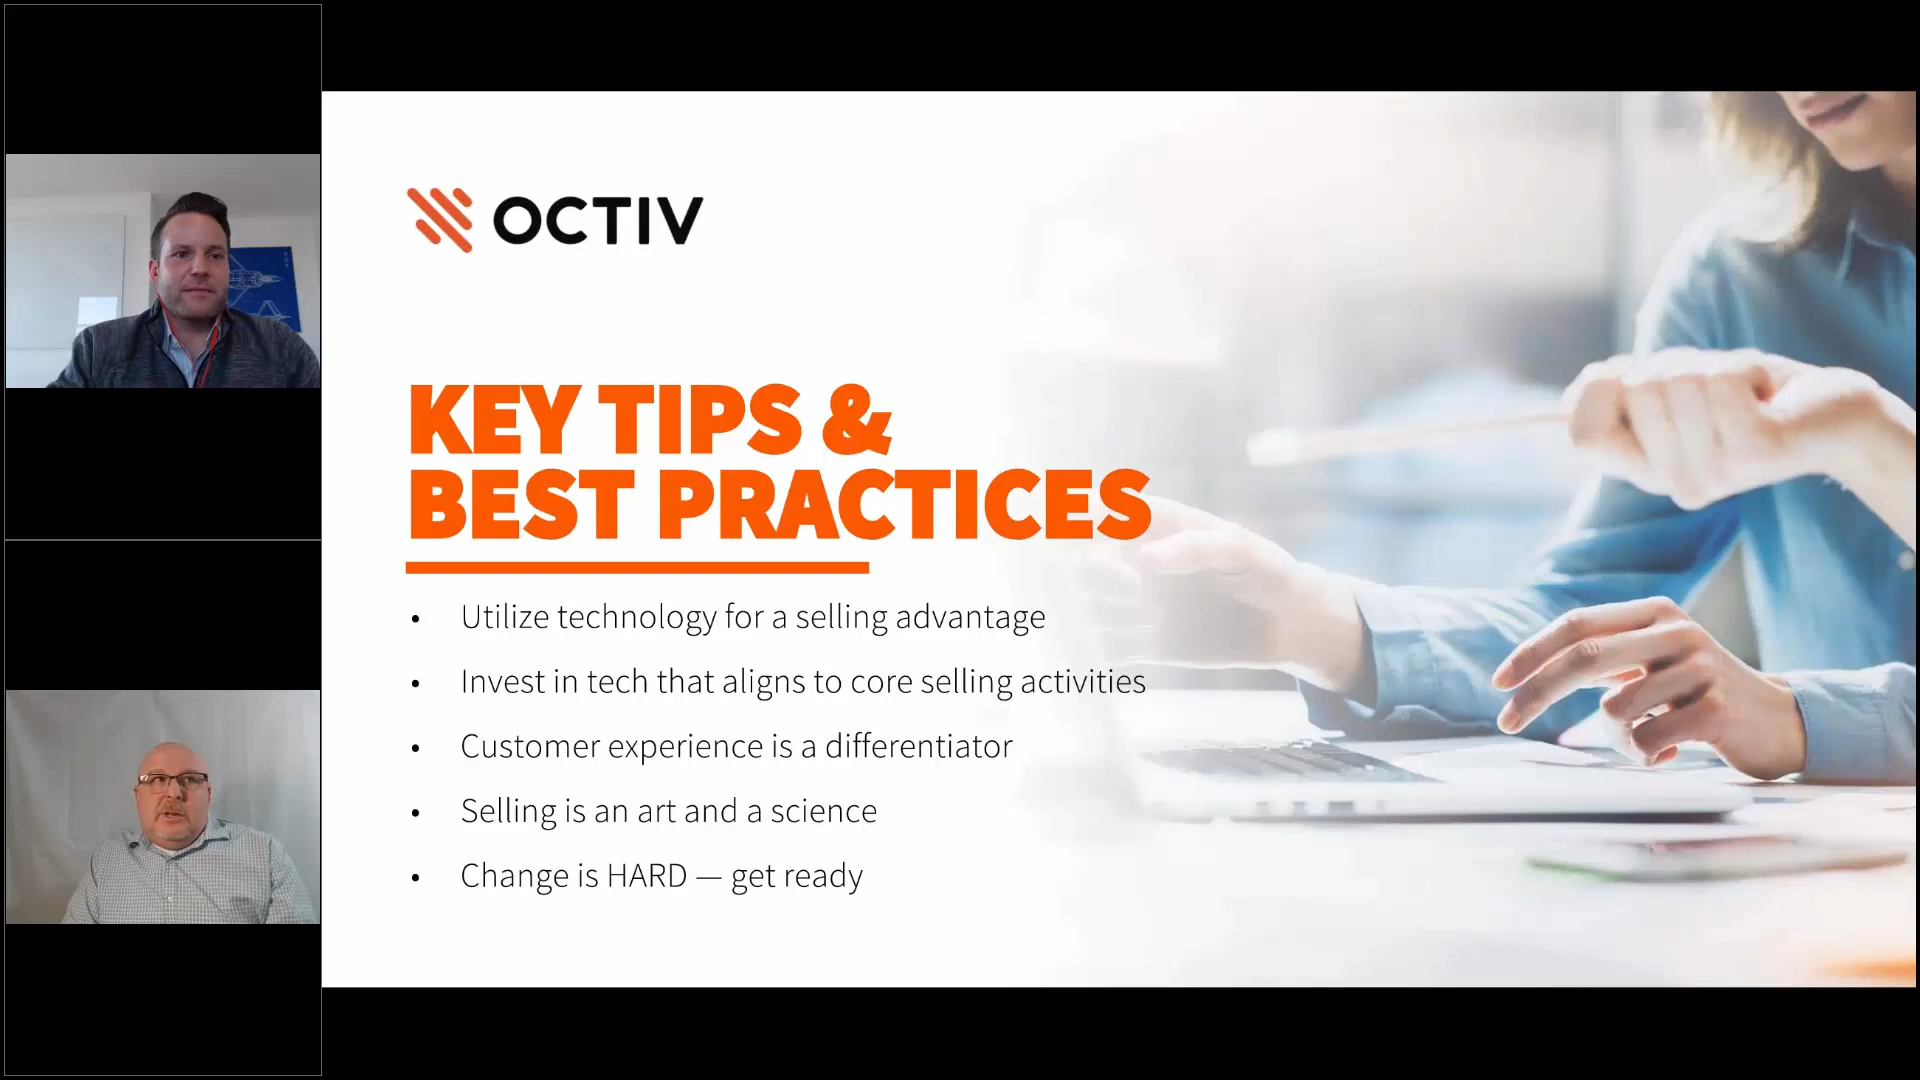 OCTIV
KEY TIPS &
BEST PRACTICES
• Utilize technology for a selling advantage
• Invest in tech that aligns to core selling activities
• Customer experience is a differentiator
• Selling is an art and a science
• Change is HARD — get ready